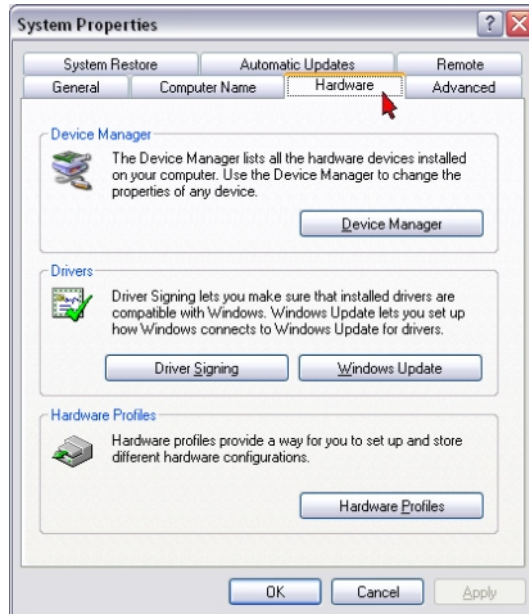 System Properties
System Restore Automatic Updates Remote
General Computer Name Hardware Advanced
Device Manager
The Device Manager lists all the hardware devices installed
on your computer. Use the Device Manager to change the
properties of any device.
Device Manager
Drivers
Driver Signing lets you make sure that installed drivers are
compatible with Windows. Windows Update lets you set up
how Windows connects to Windows Update for drivers.
Driver Signing Windows Update
Hardware Profiles
Hardware profiles provide a way for you to set up and store
different hardware configurations.
Hardware Profiles
OK Cancel Apply